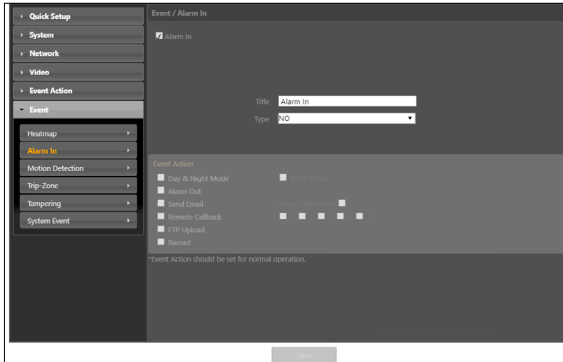 Quick Setup
System
Network
Video
Event Action
Event
Heatmap
Alarm In
Motion Detection
Trip-Zone
Tampering
System Event
Event / Alarm In
Alarm in
Title Alarm In
Type NO
Event Action
Day & Night Mode
Alarm Out
Send Email
Remote Callback
FTP Upload
Record
*Event Action should be set for normal operation.
Save